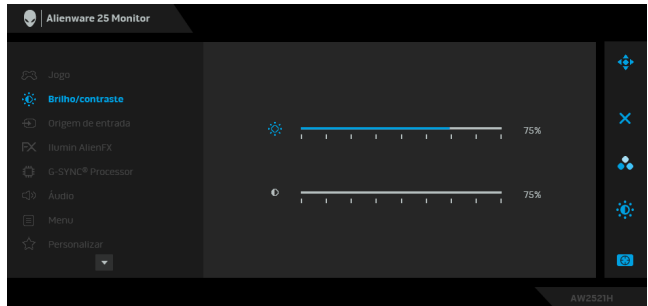 Alienware 25 Monitor
Jogo
Brilho/contraste
Origem de entrada
Ilumin AlienFX
G-SYNC® Processor
Áudio
Menu
Personalizar
75%
75%
AW2521H